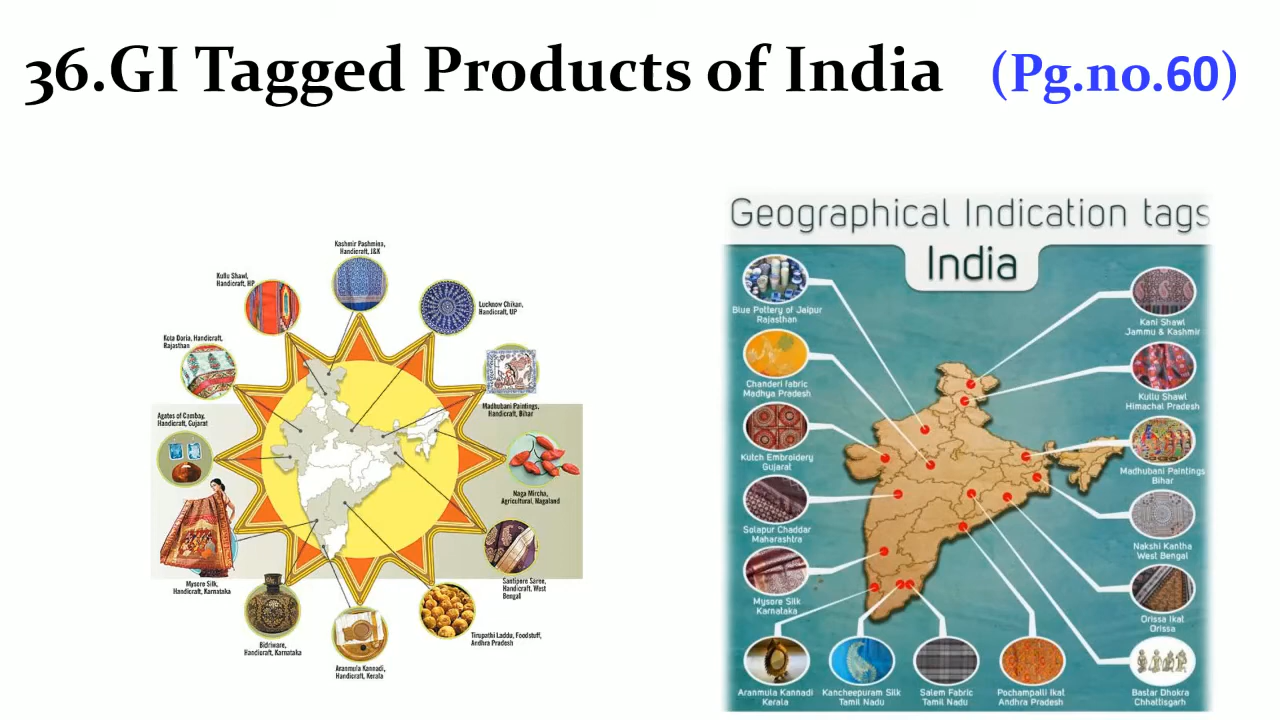 36.GI Tagged Products of India (Pg.no.60)
Kashmir Pashmina,
Handicraft, J&K
Kullu Shawl,
Handicraft, HP
Lucknow Chikan,
Handicraft, UP
Kota Doria, Handicraft,
Rajasthan
Madhubani Paintings,
Handicraft, Bihar
Agates of Cambay,
Handicraft, Gujarat
Naga Mircha,
Agricultural, Nagaland
Mysore Silk,
Handicraft, Karnataka
Santipore Saree,
Handicraft, West
Bengal
Bidriware,
Handicraft, Karnataka
Tirupathi Laddu, Foodstuff,
Andhra Pradesh
Aranmula Kannadi,
Handicraft, Kerala
Geographical Indication tags
India
Blue Pottery of Jaipur
Rajasthan
Kani Shawl
Jammu & Kashmir
Chanderi fabric
Madhya Pradesh
Kullu Shawl
Himachal Pradesh
Kutch Embroidery
Gujarat
Madhubani Paintings
Bihar
Solapur Chaddar
Maharashtra
Nakshi Kantha
West Bengal
Mysore Silk
Karnataka
Orissa Ikat
Orissa
Aranmula Kannadi
Kerala
Kancheepuram Silk
Tamil Nadu
Salem Fabric
Tamil Nadu
Pochampalli Ikat
Andhra Pradesh
Bastar Dhokra
Chhattisgarh